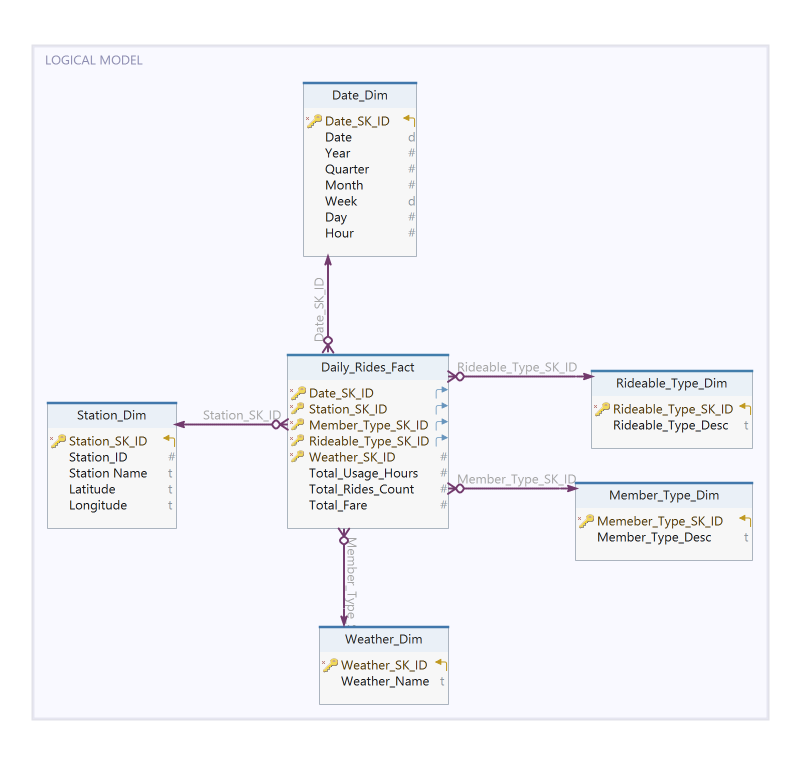 LOGICAL MODEL
Date_Dim
Date_SK_ID
Date d
Year #
Quarter #
Month #
Week d
Day #
Hour #
Date_SK_ID
Daily_Rides_Fact
Date_SK_ID
Station_SK_ID
Member_Type_SK_ID
Rideable_Type_SK_ID
Weather_SK_ID #
Total_Usage_Hours #
Total_Rides_Count #
Total_Fare #
Station_SK_ID
Station_Dim
Station_SK_ID
Station_ID #
Station Name t
Latitude t
Longitude t
Rideable_Type_SK_ID
Rideable_Type_Dim
Rideable_Type_SK_ID
Rideable_Type_Desc t
Member_Type_SK_ID
Member_Type_Dim
Memeber_Type_SK_ID
Member_Type_Desc t
Member_Type
Weather_Dim
Weather_SK_ID
Weather_Name t